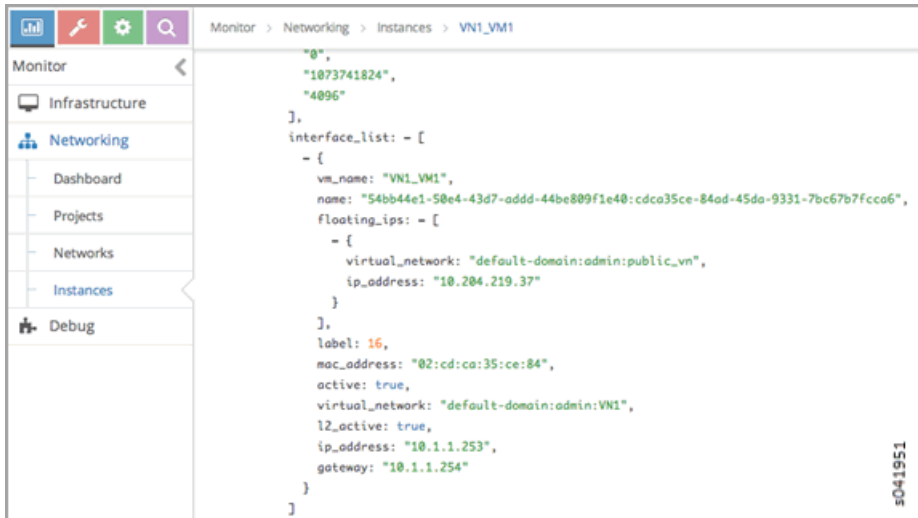 Monitor > Networking > Instances > VN1_VM1
Monitor
Infrastructure
Networking
Dashboard
Projects
Networks
Instances
Debug
"0",
"1073741824",
"4096"
],
interface_list: - [
- {
vm_name: "VN1_VM1",
name: "54bb44e1-50e4-43d7-addd-44be809f1e40:cdca35ce-84ad-45da-9331-7bc67b7fcca6",
floating_ips: - [
- {
virtual_network: "default-domain:admin:public_vn",
ip_address: "10.204.219.37"
}
],
label: 16,
mac_address: "02:cd:ca:35:ce:84",
active: true,
virtual_network: "default-domain:admin:VN1",
l2_active: true,
ip_address: "10.1.1.253",
gateway: "10.1.1.254"
}
]
s041951